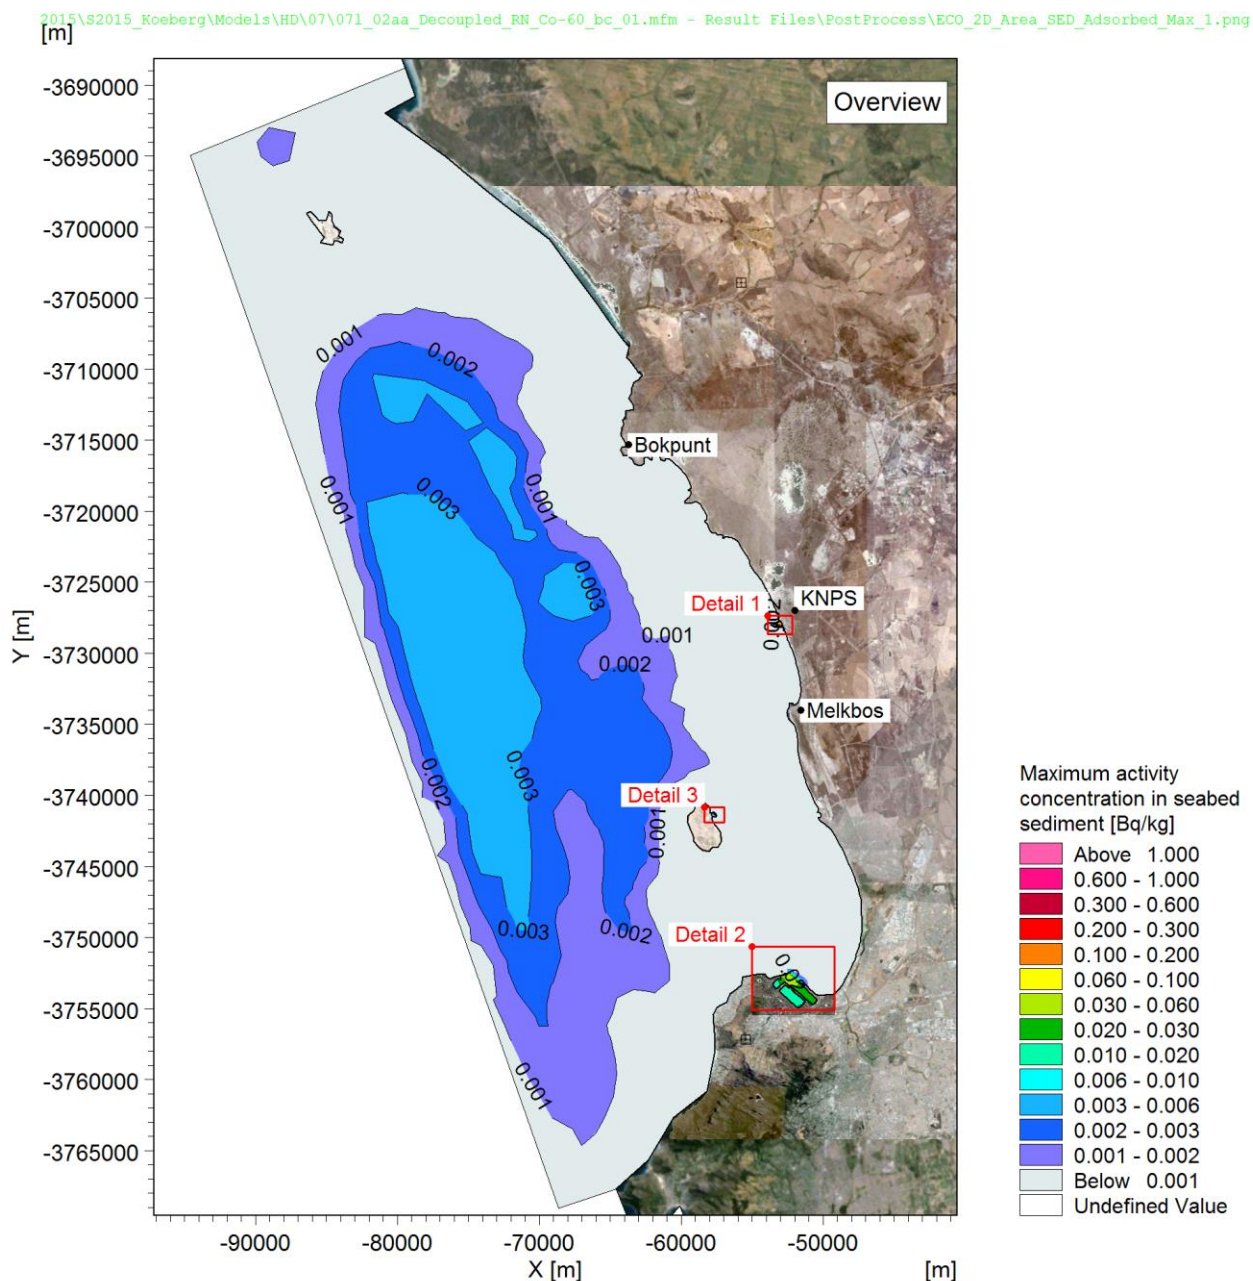 2015\S2015_Koeberg\Models\HD\07\07l_02aa_Decoupled_RN_Co-60_bc_01.mfm - Result Files\PostProcess\ECO_2D_Area_SED_Adsorbed_Max_1.png
[m]
Overview
-3690000
-3695000
-3700000
-3705000
-3710000
-3715000
-3720000
-3725000
-3730000
-3735000
-3740000
-3745000
-3750000
-3755000
-3760000
-3765000
Y [m]
0.001
0.002
Bokpunt
0.001
0.003
0.001
0.003
Detail 1
KNPS
0.001
0.002
Melkbos
0.002
0.003
Detail 3
0.001
0.003
0.002
Detail 2
0.001
-90000
-80000
-70000
-60000
-50000
X [m]
[m]
Maximum activity
concentration in seabed
sediment [Bq/kg]
Above 1.000
0.600 - 1.000
0.300 - 0.600
0.200 - 0.300
0.100 - 0.200
0.060 - 0.100
0.030 - 0.060
0.020 - 0.030
0.010 - 0.020
0.006 - 0.010
0.003 - 0.006
0.002 - 0.003
0.001 - 0.002
Below 0.001
Undefined Value